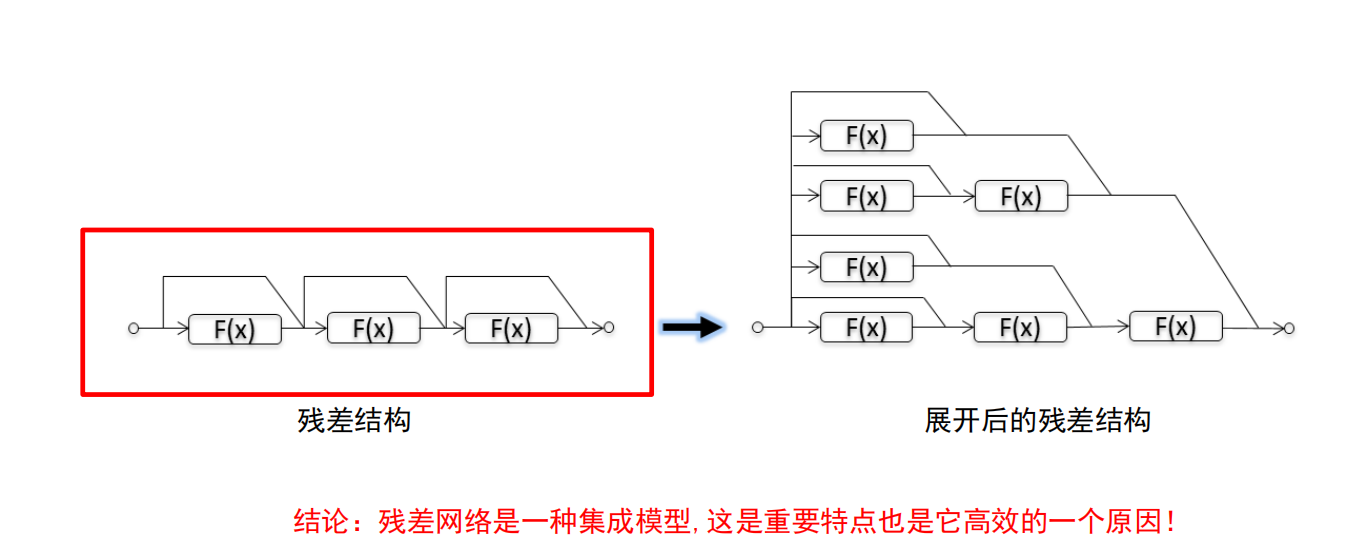 F(x)
F(x) F(x)
F(x)
F(x) F(x) F(x) F(x) F(x) F(x)
残差结构 展开后的残差结构
结论：残差网络是一种集成模型,这是重要特点也是它高效的一个原因！